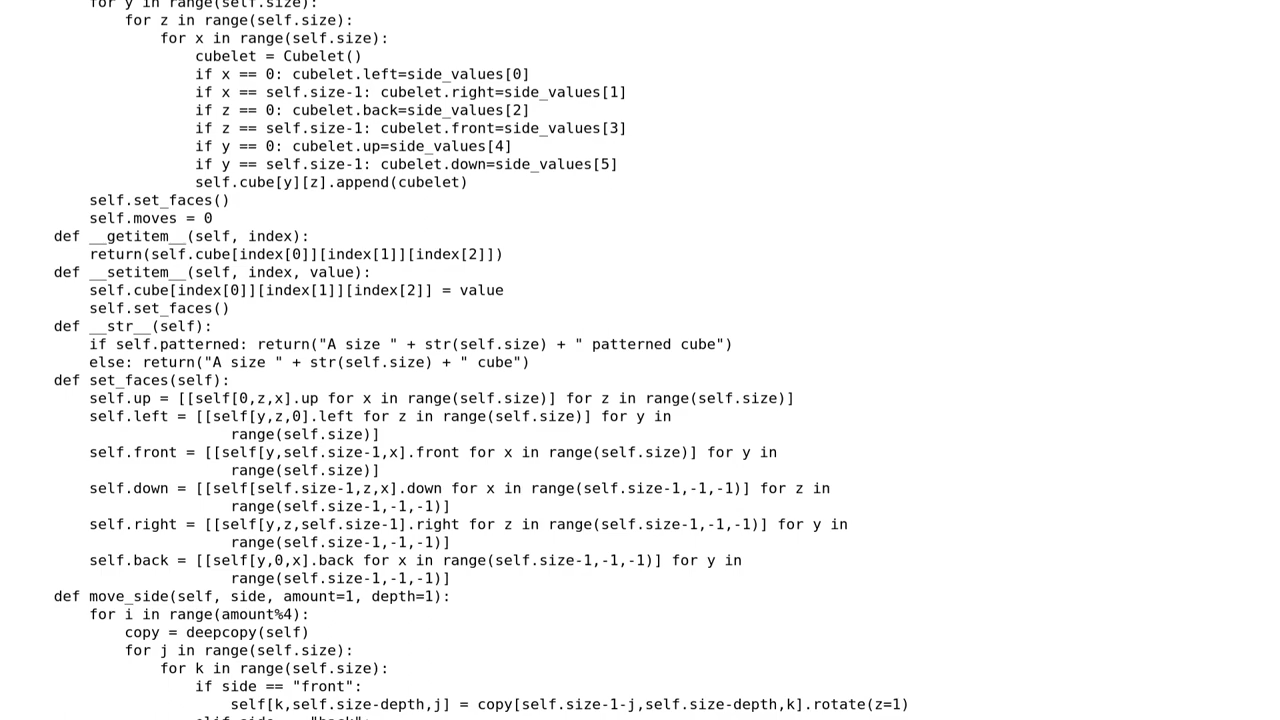 for y in range(self.size):
for z in range(self.size):
for x in range(self.size):
cubelet = Cubelet()
if x == 0: cubelet.left=side_values[0]
if x == self.size-1: cubelet.right=side_values[1]
if z == 0: cubelet.back=side_values[2]
if z == self.size-1: cubelet.front=side_values[3]
if y == 0: cubelet.up=side_values[4]
if y == self.size-1: cubelet.down=side_values[5]
self.cube[y][z].append(cubelet)
self.set_faces()
self.moves = 0
def __getitem__(self, index):
return(self.cube[index[0]][index[1]][index[2]])
def __setitem__(self, index, value):
self.cube[index[0]][index[1]][index[2]] = value
self.set_faces()
def __str__(self):
if self.patterned: return("A size " + str(self.size) + " patterned cube")
else: return("A size " + str(self.size) + " cube")
def set_faces(self):
self.up = [[self[0,z,x].up for x in range(self.size)] for z in range(self.size)]
self.left = [[self[y,z,0].left for z in range(self.size)] for y in
range(self.size)]
self.front = [[self[y,self.size-1,x].front for x in range(self.size)] for y in
range(self.size)]
self.down = [[self[self.size-1,z,x].down for x in range(self.size-1,-1,-1)] for z in
range(self.size-1,-1,-1)]
self.right = [[self[y,z,self.size-1].right for z in range(self.size-1,-1,-1)] for y in
range(self.size-1,-1,-1)]
self.back = [[self[y,0,x].back for x in range(self.size-1,-1,-1)] for y in
range(self.size-1,-1,-1)]
def move_side(self, side, amount=1, depth=1):
for i in range(amount%4):
copy = deepcopy(self)
for j in range(self.size):
for k in range(self.size):
if side == "front":
self[k,self.size-depth,j] = copy[self.size-1-j,self.size-depth,k].rotate(z=1)
elif side == "back":